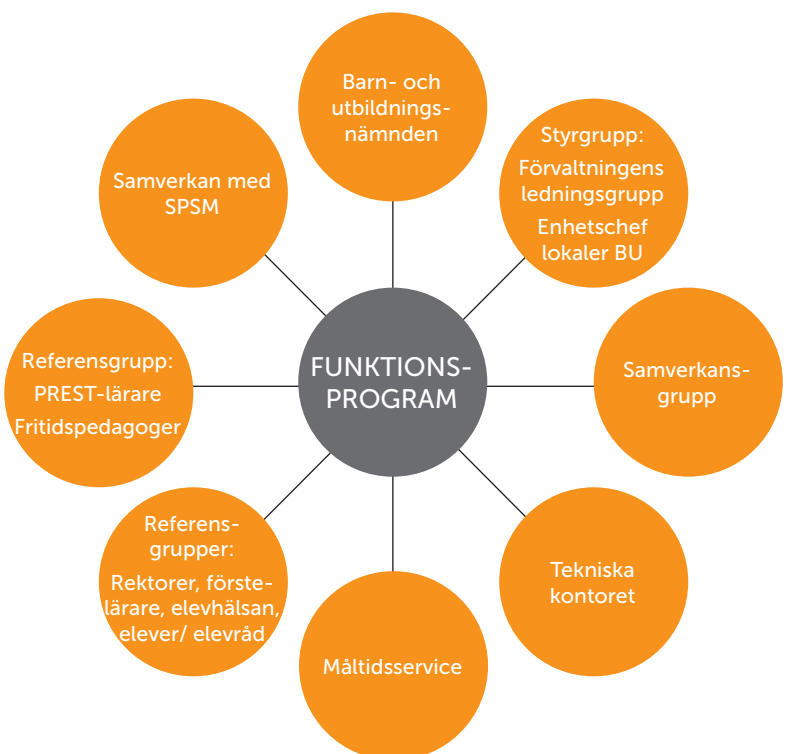 Barn- och
utbildnings-
nämnden
Styrgrupp:
Förvaltningens
ledningsgrupp
Enhetschef
lokaler BU
Samverkans-
grupp
Tekniska
kontoret
Måltidsservice
Referens-
grupper:
Rektorer, förste-
lärare, elevhälsan,
elever/ elevråd
Referensgrupp:
PREST-lärare
Fritidspedagoger
Samverkan med
SPSM
FUNKTIONS-
PROGRAM